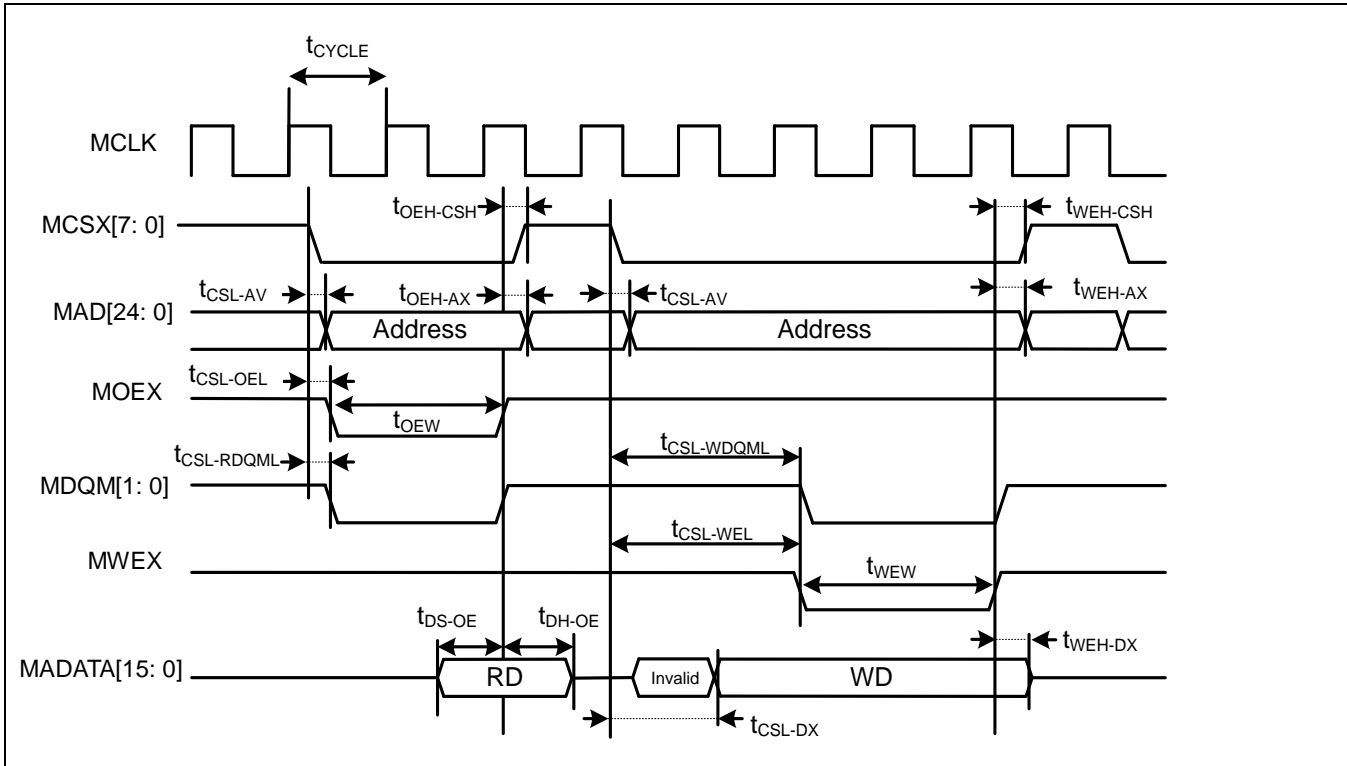 tCYCLE
MCLK
MCSX[7: 0]
tOEH-CSH
tWEH-CSH
MAD[24: 0]
tCSL-AV
tOEH-AX
tCSL-AV
tWEH-AX
Address
Address
MOEX
tCSL-OEL
tOEW
MDQM[1: 0]
tCSL-RDQML
tCSL-WDQML
MWEX
tCSL-WEL
tWEW
MADATA[15: 0]
tDS-OE
tDH-OE
tWEH-DX
RD
Invalid
WD
tCSL-DX